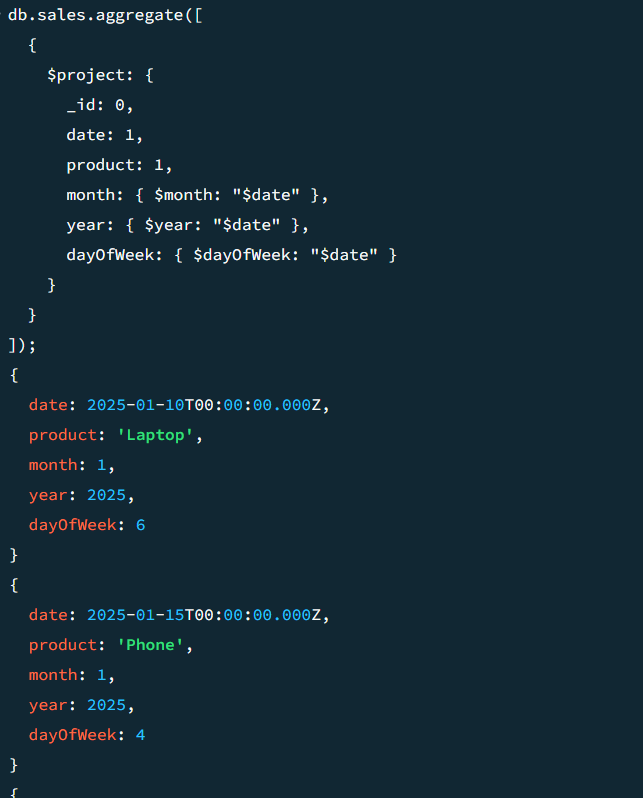 db.sales.aggregate([
  {
    $project: {
      _id: 0,
      date: 1,
      product: 1,
      month: { $month: "$date" },
      year: { $year: "$date" },
      dayOfWeek: { $dayOfWeek: "$date" }
    }
  }
]);
{
  date: 2025-01-10T00:00:00.000Z,
  product: 'Laptop',
  month: 1,
  year: 2025,
  dayOfWeek: 6
}
{
  date: 2025-01-15T00:00:00.000Z,
  product: 'Phone',
  month: 1,
  year: 2025,
  dayOfWeek: 4
}
{